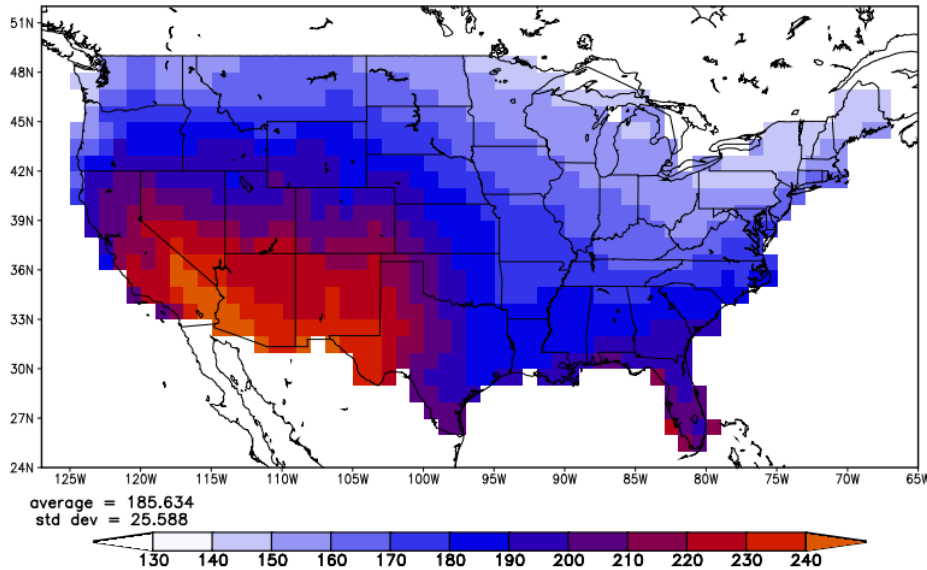 51N
48N
45N
42N
39N
36N
33N
30N
27N
24N
125W 120W 115W 110W 105W 100W 95W 90W 85W 80W 75W 70W 65W
average = 185.634
std dev = 25.588
130 140 150 160 170 180 190 200 210 220 230 240